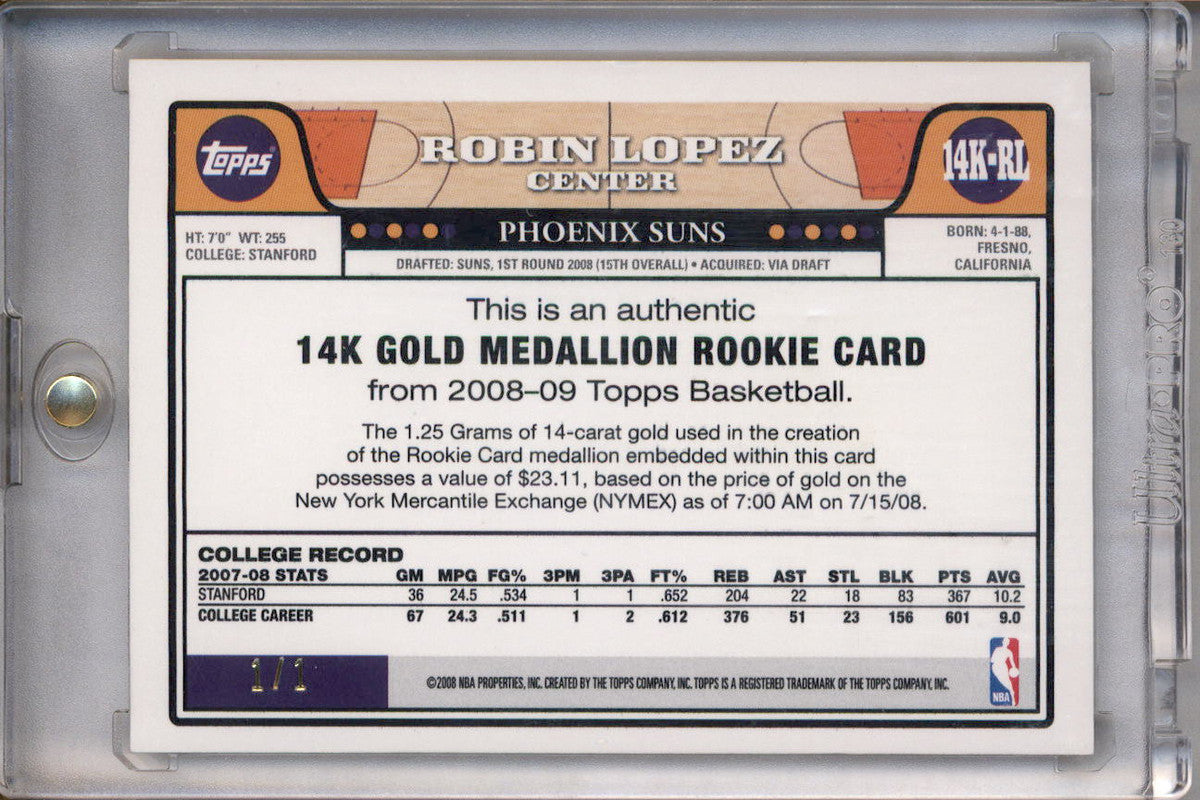 TOPPS
ROBIN LOPEZ
CENTER
14K-RL
PHOENIX SUNS
HT: 7'0" WT: 255
COLLEGE: STANFORD
DRAFTED: SUNS, 1ST ROUND 2008 (15TH OVERALL) • ACQUIRED: VIA DRAFT
BORN: 4-1-88,
FRESNO,
CALIFORNIA
This is an authentic
14K GOLD MEDALLION ROOKIE CARD
from 2008–09 Topps Basketball.
The 1.25 Grams of 14-carat gold used in the creation
of the Rookie Card medallion embedded within this card
possesses a value of $23.11, based on the price of gold on the
New York Mercantile Exchange (NYMEX) as of 7:00 AM on 7/15/08.
COLLEGE RECORD
2007-08 STATS GM MPG FG% 3PM 3PA FT% REB AST STL BLK PTS AVG
STANFORD 36 24.5 .534 1 1 .652 204 22 18 83 367 10.2
COLLEGE CAREER 67 24.3 .511 1 2 .612 376 51 23 156 601 9.0
1/1
©2008 NBA PROPERTIES, INC. CREATED BY THE TOPPS COMPANY, INC. TOPPS IS A REGISTERED TRADEMARK OF THE TOPPS COMPANY, INC.
NBA
Ultra PRO®